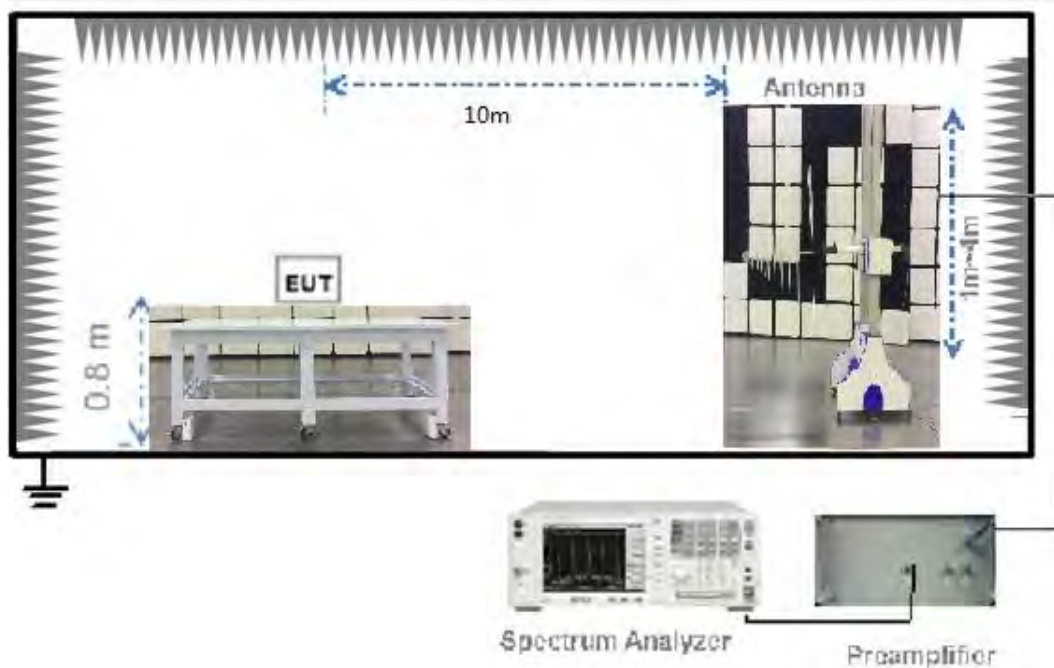 Antenna
10m
1m~4m
EUT
0.8 m
Spectrum Analyzer
Preamplifier